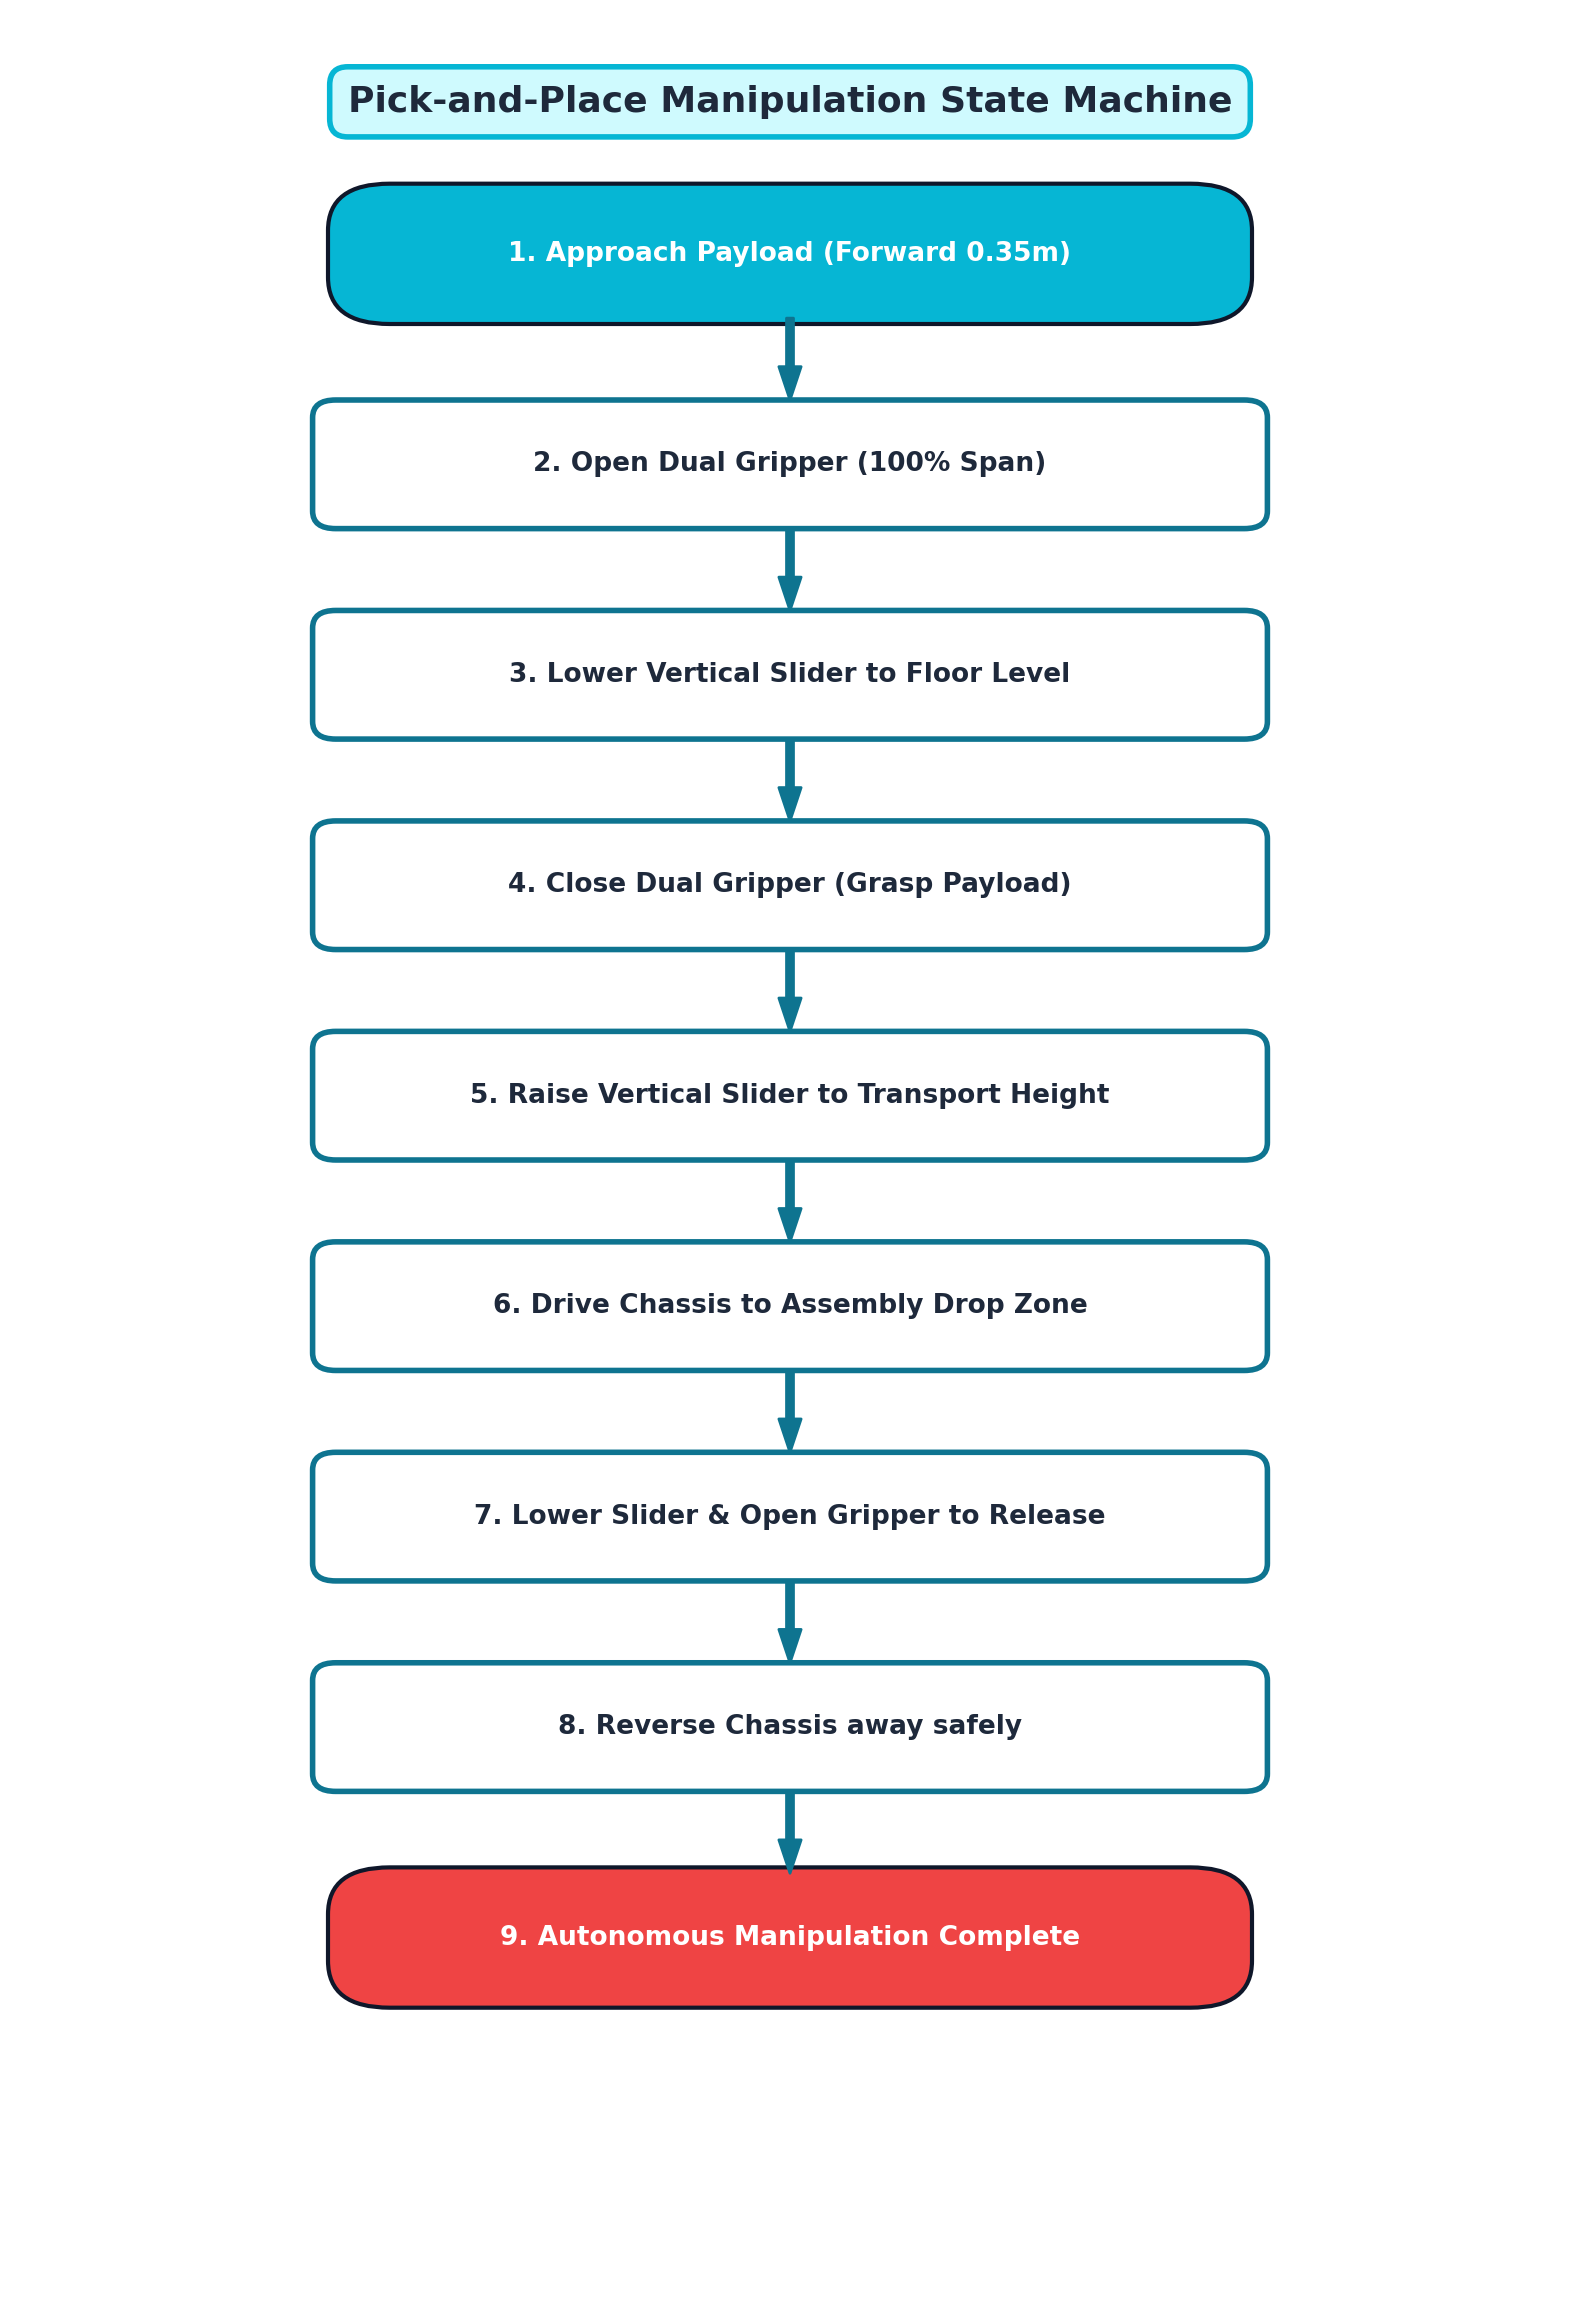 Pick-and-Place Manipulation State Machine
1. Approach Payload (Forward 0.35m)
2. Open Dual Gripper (100% Span)
3. Lower Vertical Slider to Floor Level
4. Close Dual Gripper (Grasp Payload)
5. Raise Vertical Slider to Transport Height
6. Drive Chassis to Assembly Drop Zone
7. Lower Slider & Open Gripper to Release
8. Reverse Chassis away safely
9. Autonomous Manipulation Complete